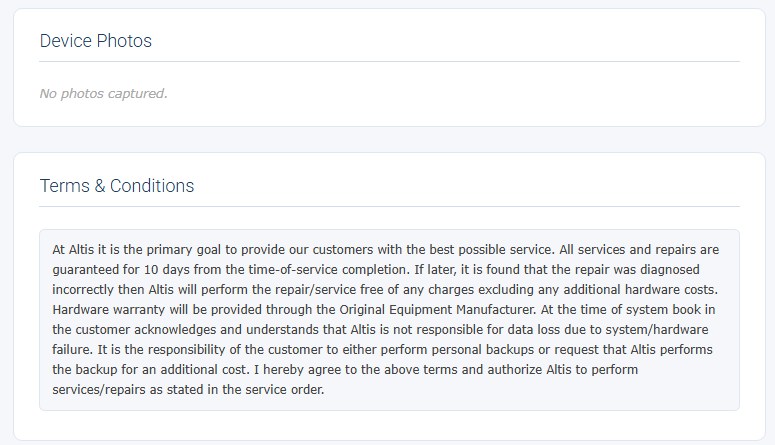 Device Photos
No photos captured.
Terms & Conditions
At Altis it is the primary goal to provide our customers with the best possible service. All services and repairs are
guaranteed for 10 days from the time-of-service completion. If later, it is found that the repair was diagnosed
incorrectly then Altis will perform the repair/service free of any charges excluding any additional hardware costs.
Hardware warranty will be provided through the Original Equipment Manufacturer. At the time of system book in
the customer acknowledges and understands that Altis is not responsible for data loss due to system/hardware
failure. It is the responsibility of the customer to either perform personal backups or request that Altis performs
the backup for an additional cost. I hereby agree to the above terms and authorize Altis to perform
services/repairs as stated in the service order.